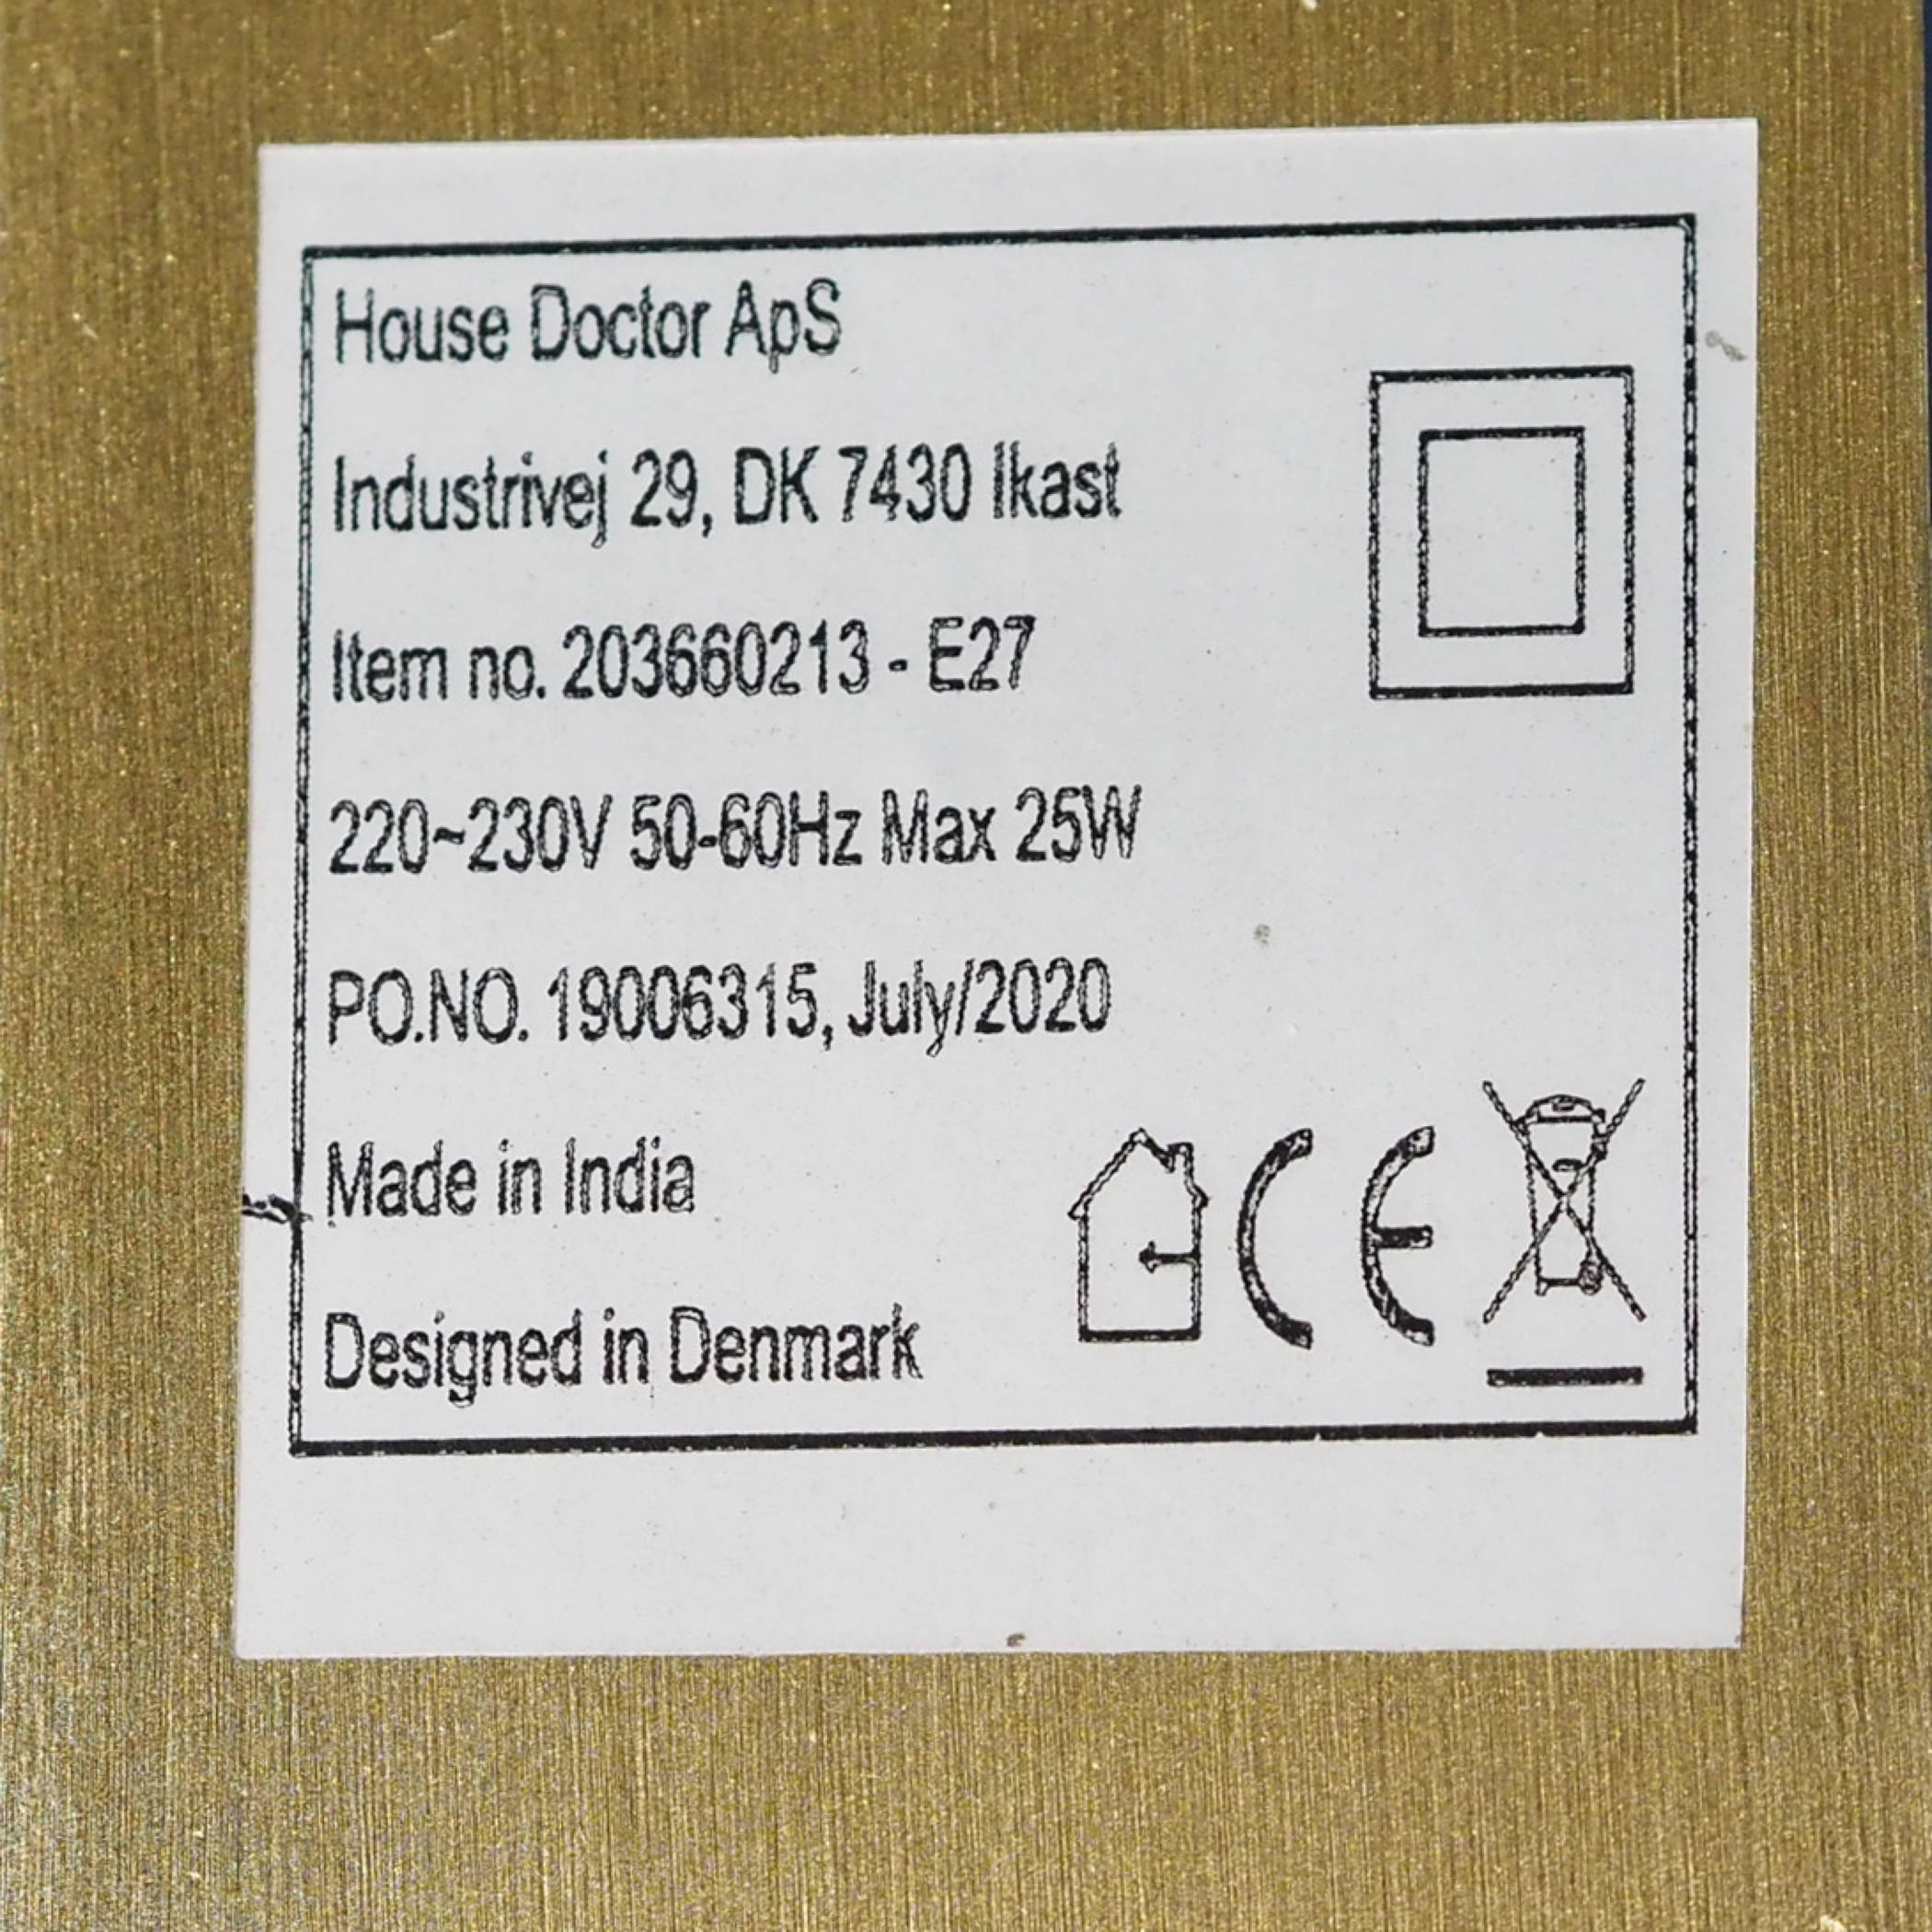 House Doctor ApS
Industrivej 29, DK 7430 Ikast
Item no. 203660213 - E27
220~230V 50-60Hz Max 25W
PO.NO. 19006315, July/2020
Made in India
CE
Designed in Denmark